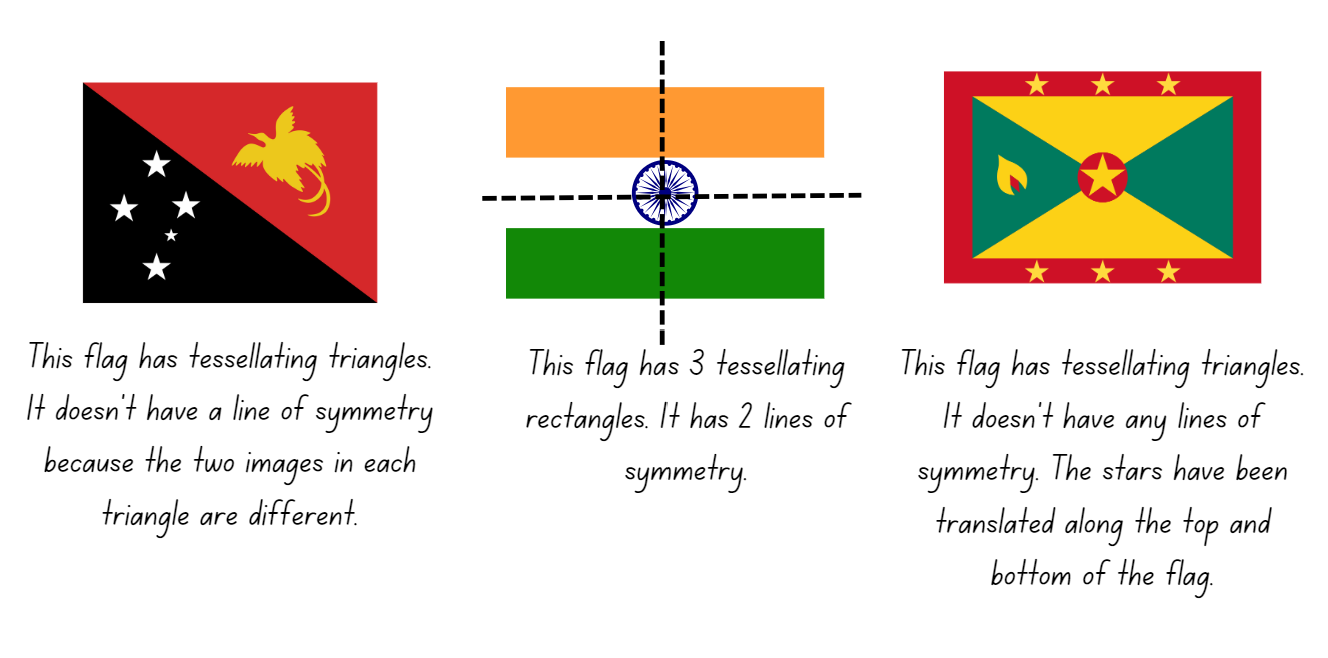 This flag has tessellating triangles.
It doesn't have a line of symmetry
because the two images in each
triangle are different.
This flag has 3 tessellating
rectangles. It has 2 lines of
symmetry.
This flag has tessellating triangles.
It doesn't have any lines of
symmetry. The stars have been
translated along the top and
bottom of the flag.